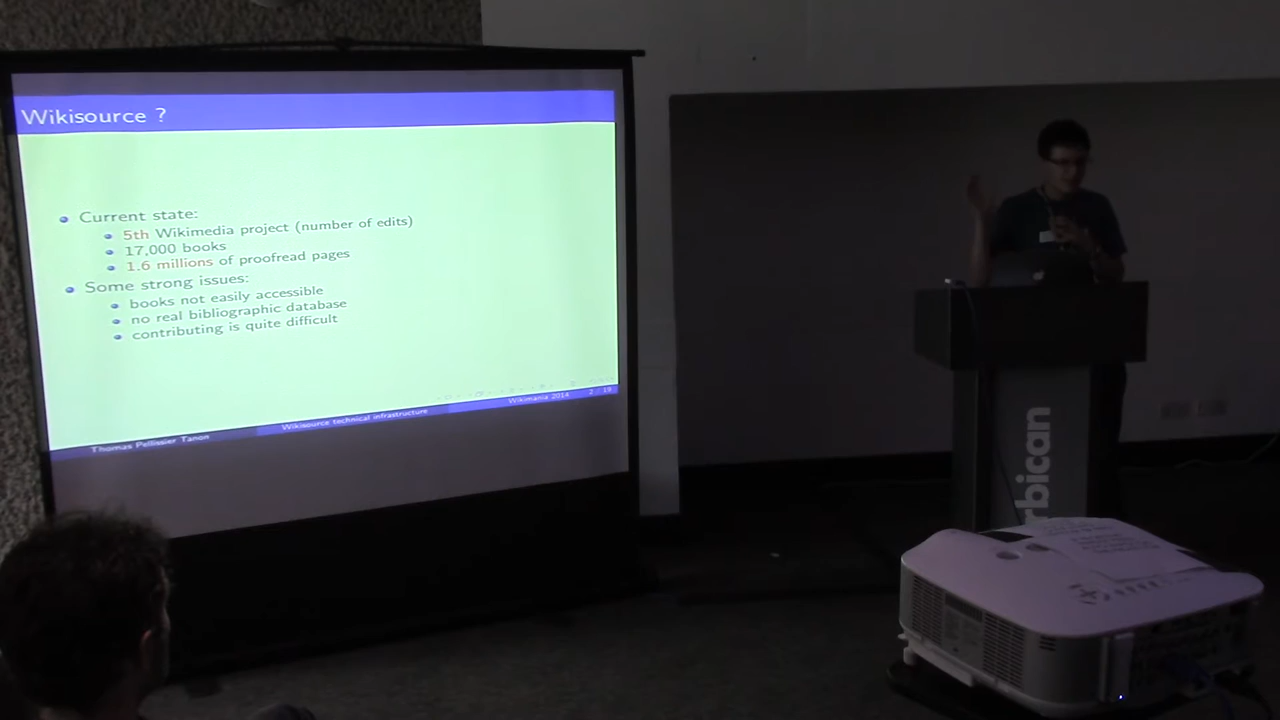 Wikisource ?
Current state:
5th Wikimedia project (number of edits)
17,000 books
1.6 millions of proofread pages
Some strong issues:
books not easily accessible
no real bibliographic database
contributing is quite difficult
Thomas Pellissier Tanon
Wikisource technical infrastructure
Wikimania 2014
2 / 19
rbican